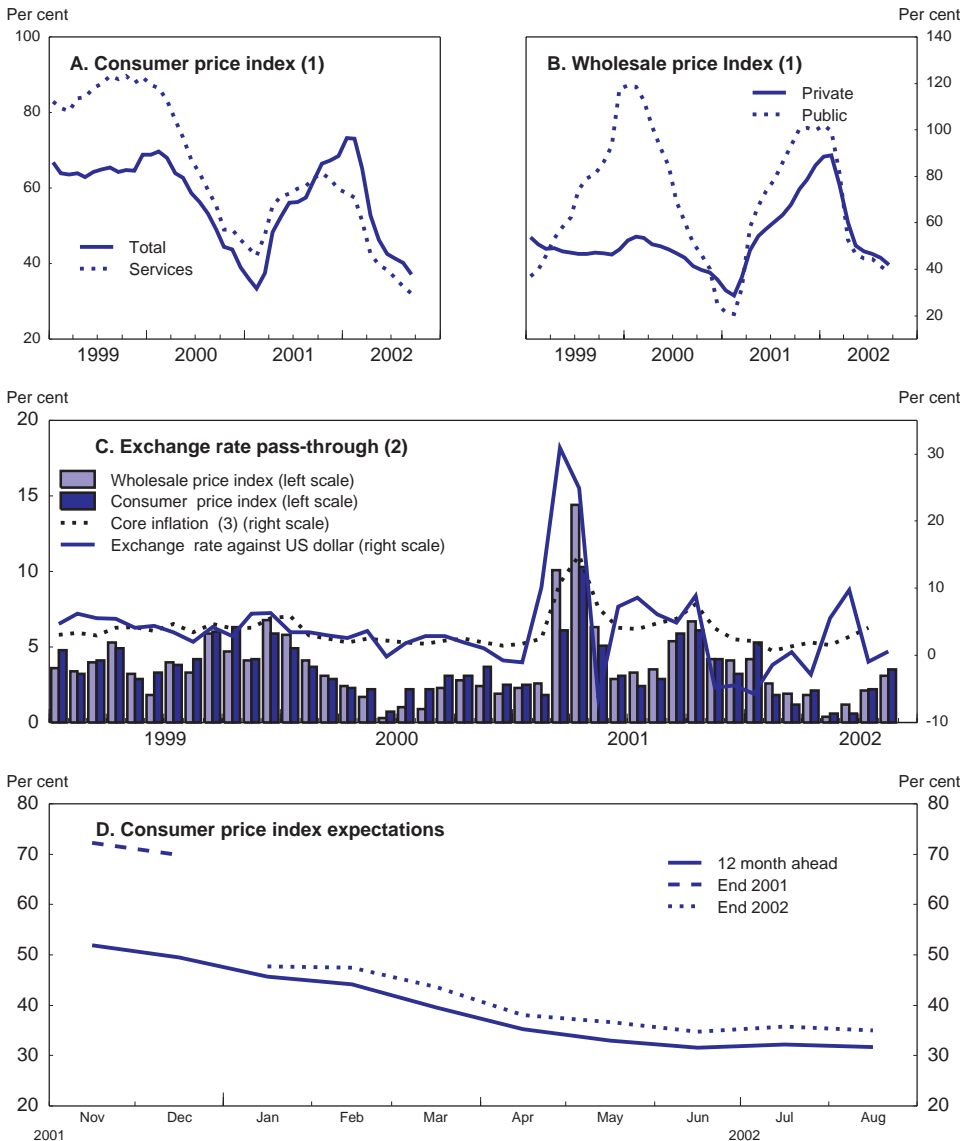 Per cent
Per cent
100
80
60
40
20
A. Consumer price index (1)
Total
Services
1999 2000 2001 2002
B. Wholesale price Index (1)
Private
Public
140
120
100
80
60
40
20
1999 2000 2001 2002
Per cent
Per cent
20
15
10
5
0
C. Exchange rate pass-through (2)
Wholesale price index (left scale)
Consumer price index (left scale)
Core inflation (3) (right scale)
Exchange rate against US dollar (right scale)
30
20
10
0
-10
1999 2000 2001 2002
Per cent
Per cent
80
70
60
50
40
30
20
D. Consumer price index expectations
12 month ahead
End 2001
End 2002
80
70
60
50
40
30
20
Nov Dec Jan Feb Mar Apr May Jun Jul Aug
2001 2002